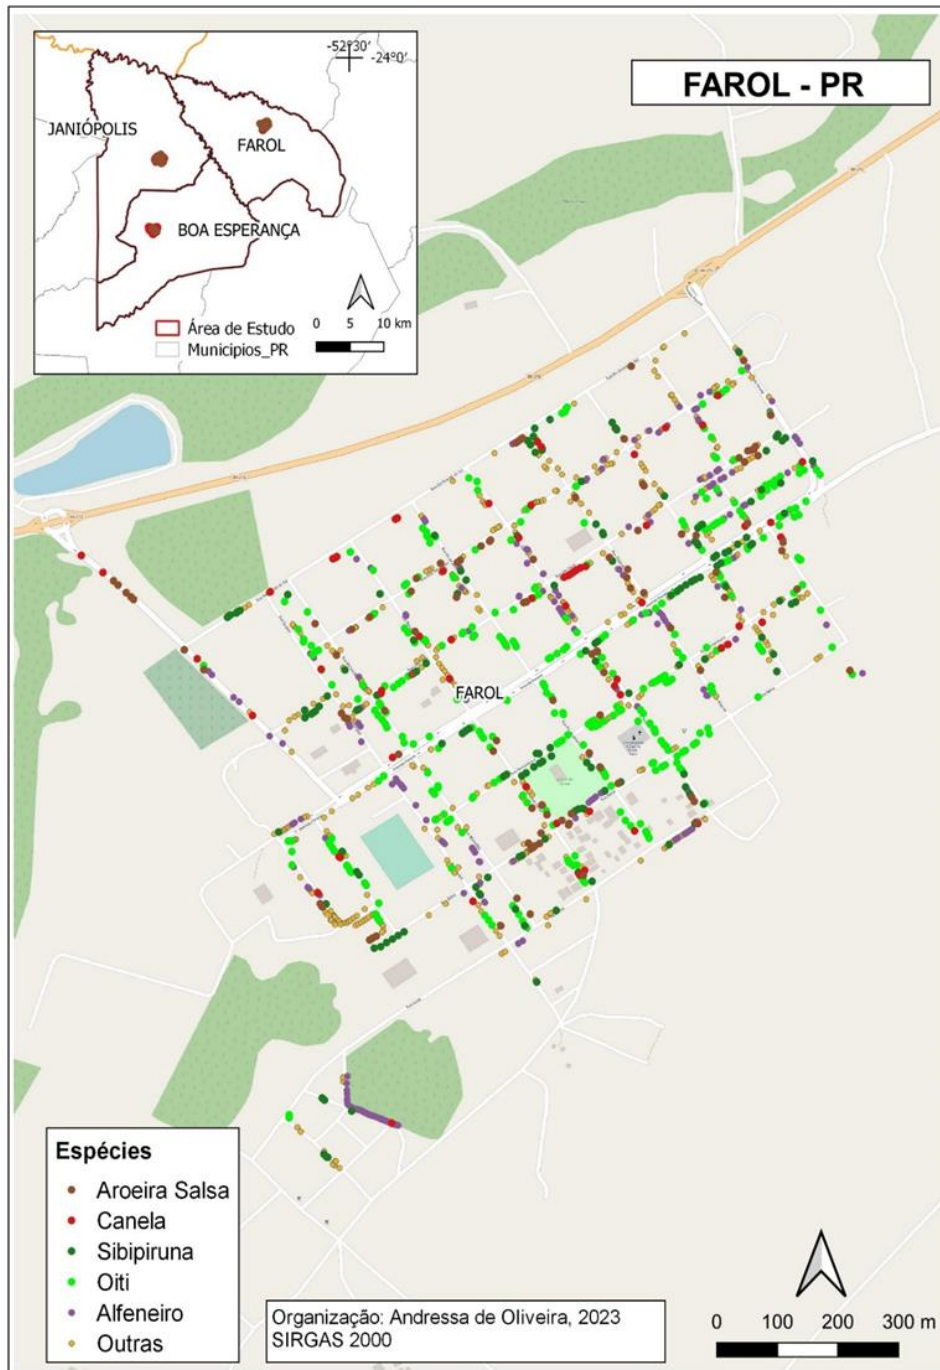 FAROL - PR
-52°30'
-24°0'
JANIÓPOLIS
FAROL
BOA ESPERANÇA
Área de Estudo
Municipios_PR
0 5 10 km
FAROL
Espécies
Aroeira Salsa
Canela
Sibipiruna
Oiti
Alfeneiro
Outras
Organização: Andressa de Oliveira, 2023
SIRGAS 2000
0 100 200 300 m